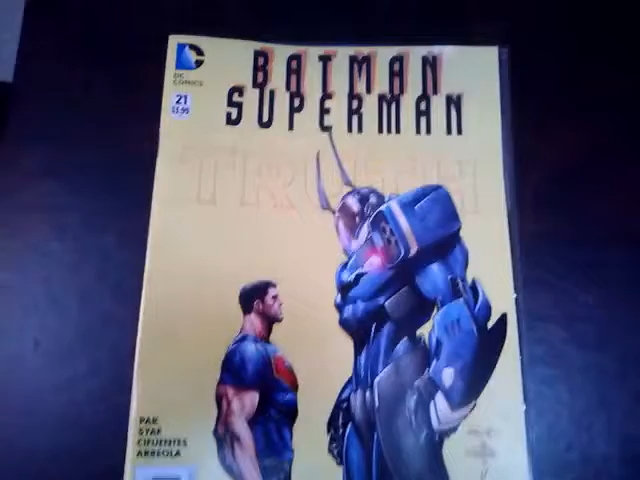 DC COMICS
21
$3.99
BATMAN
SUPERMAN
TRUTH
PAK
SYAF
CIFUENTES
ARREOLA